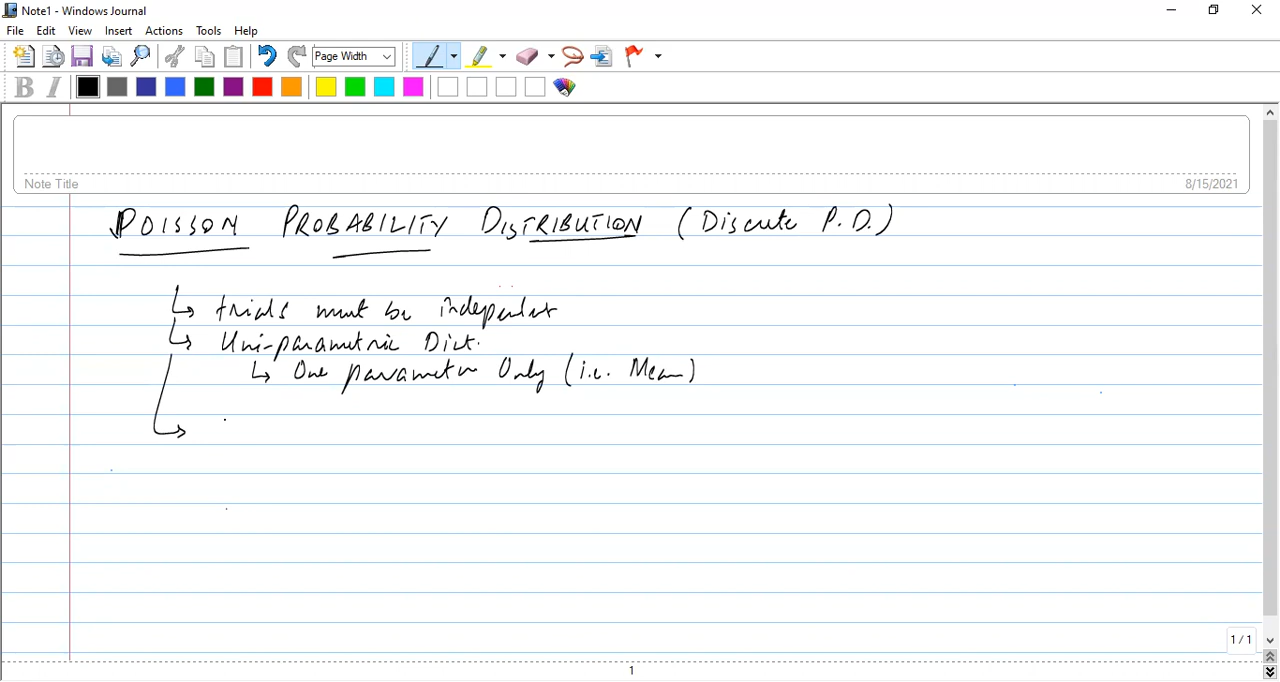 Note1 - Windows Journal
File Edit View Insert Actions Tools Help
Page Width
B I
Note Title
8/15/2021
POISSON PROBABILITY DISTRIBUTION (Discrete P.D.)
trials must be independent
Uni-parametric Dist.
One parameter Only (i.e. Mean)
1 / 1
1